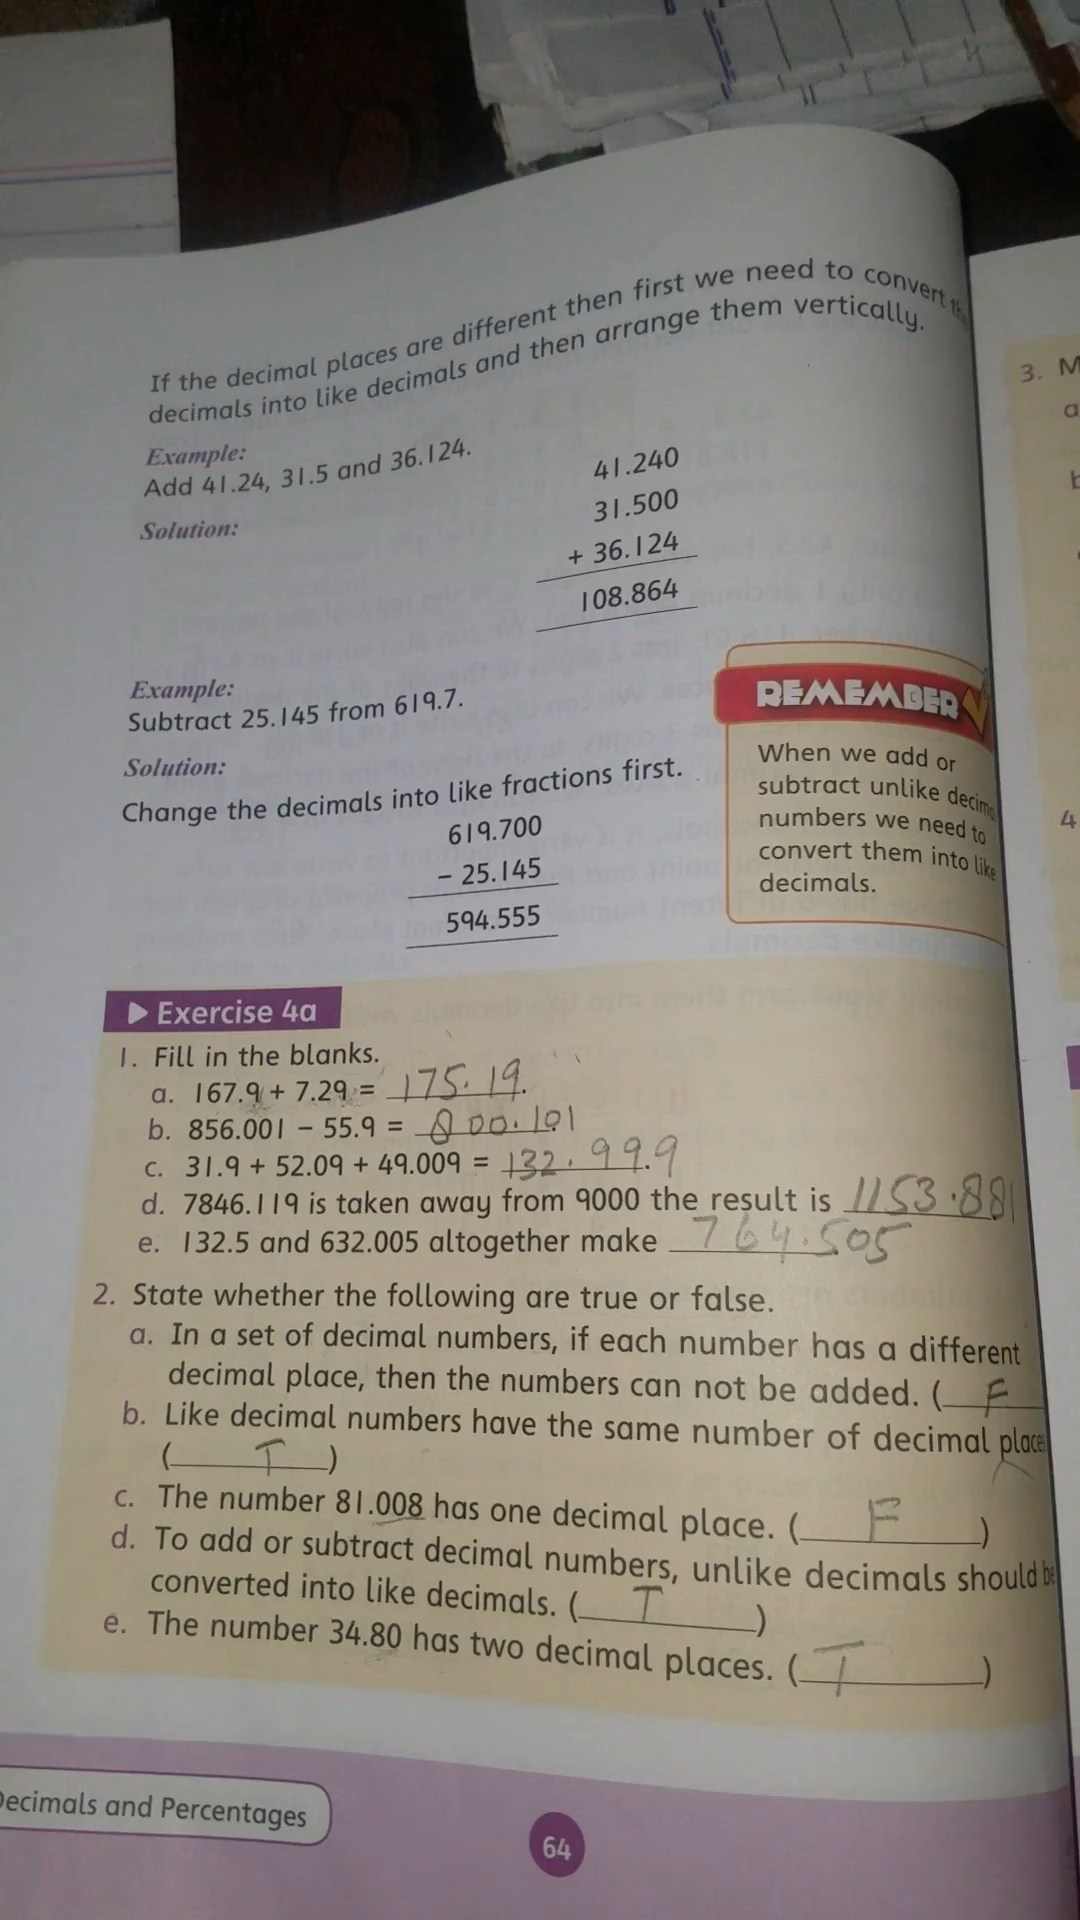 If the decimal places are different then first we need to convert
decimals into like decimals and then arrange them vertically.
Example:
Add 41.24, 31.5 and 36.124.
Solution:
41.240
31.500
+ 36.124
108.864
Example:
Subtract 25.145 from 619.7.
Solution:
Change the decimals into like fractions first.
619.700
- 25.145
594.555
REMEMBER
When we add or
subtract unlike decim
numbers we need to
convert them into like
decimals.
Exercise 4a
1. Fill in the blanks.
a. 167.9 + 7.29 = 175.19.
b. 856.001 − 55.9 = 800.101
c. 31.9 + 52.09 + 49.009 = 132.999
d. 7846.119 is taken away from 9000 the result is 1153.881
e. 132.5 and 632.005 altogether make 764.505
2. State whether the following are true or false.
a. In a set of decimal numbers, if each number has a different
decimal place, then the numbers can not be added. ( F
b. Like decimal numbers have the same number of decimal place
( T )
c. The number 81.008 has one decimal place. ( F )
d. To add or subtract decimal numbers, unlike decimals should be
converted into like decimals. ( T )
e. The number 34.80 has two decimal places. ( T )
Decimals and Percentages
64
3. M
a
4